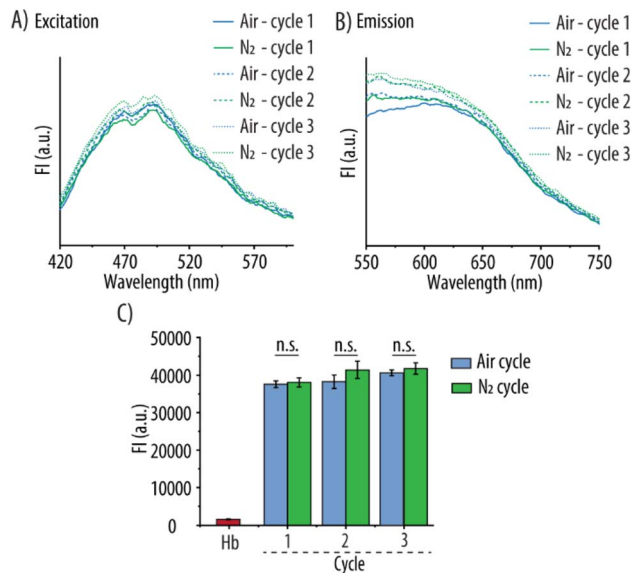 A) Excitation
Air - cycle 1
N₂ - cycle 1
Air - cycle 2
N₂ - cycle 2
Air - cycle 3
N₂ - cycle 3
FI (a.u.)
420 470 520 570
Wavelength (nm)
B) Emission
Air - cycle 1
N₂ - cycle 1
Air - cycle 2
N₂ - cycle 2
Air - cycle 3
N₂ - cycle 3
FI (a.u.)
550 600 650 700 750
Wavelength (nm)
C)
50000
40000
30000
20000
10000
0
FI (a.u.)
n.s. n.s. n.s.
Air cycle
N₂ cycle
Hb 1 2 3
Cycle